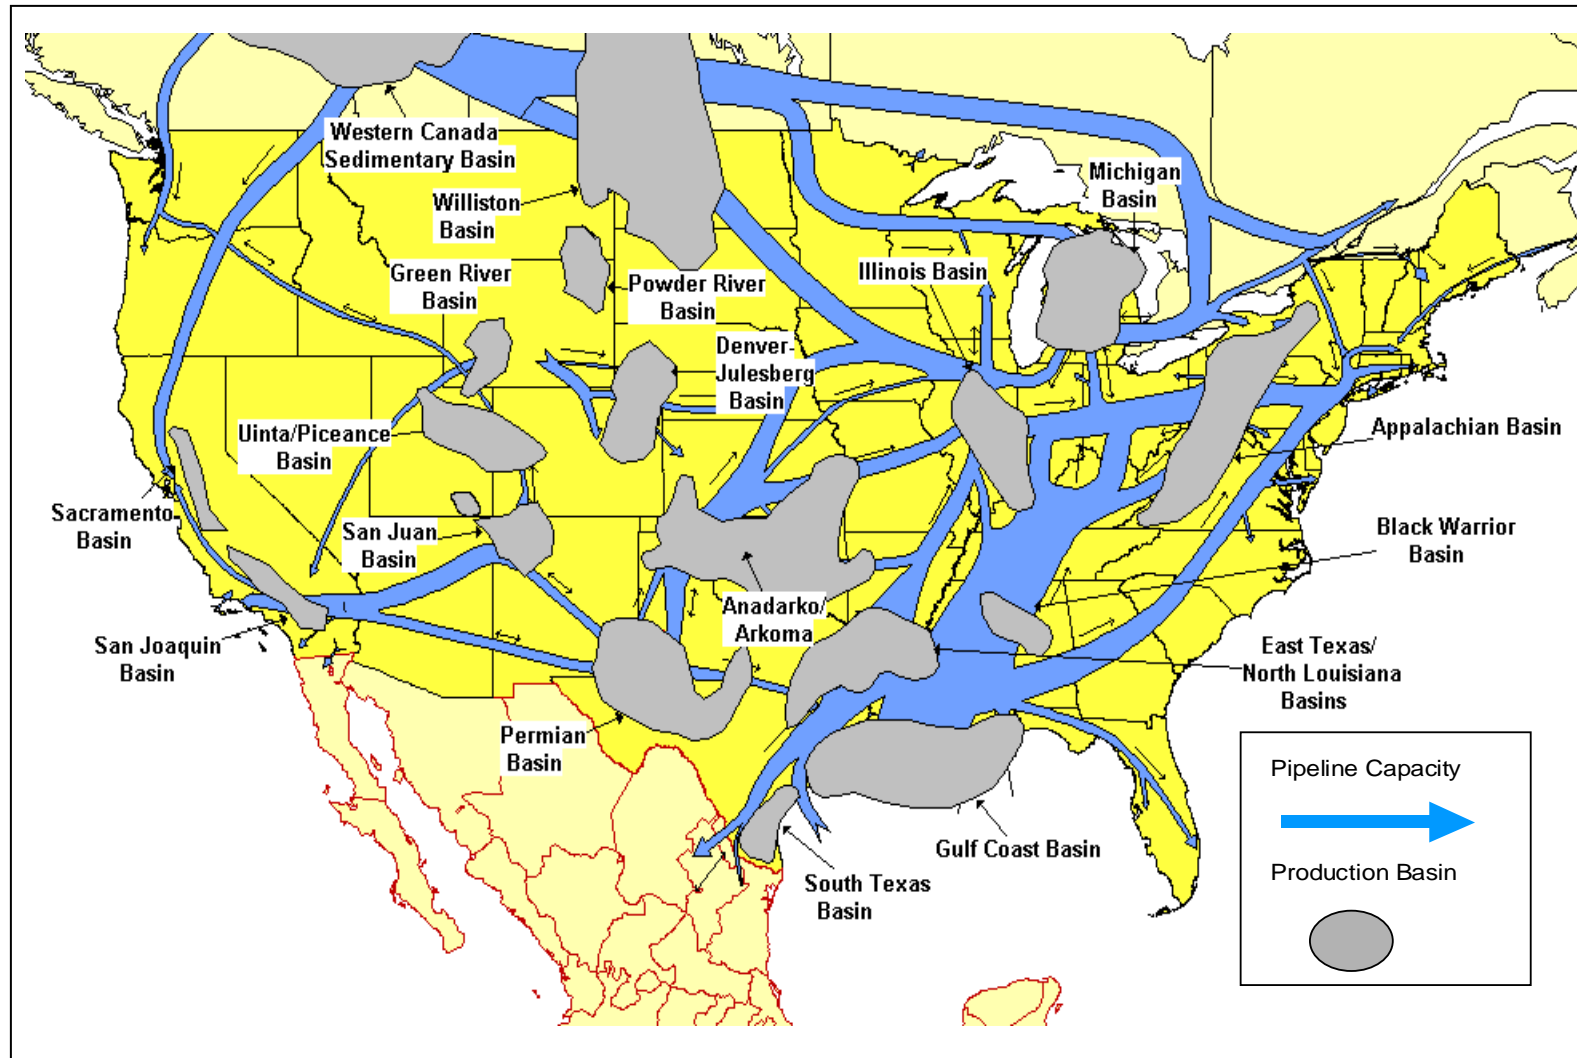 Western Canada
Sedimentary Basin
Michigan
Basin
Williston
Basin
Green River
Basin
Powder River
Basin
Illinois Basin
Denver-
Julesberg
Basin
Uinta/Piceance
Basin
Appalachian Basin
Sacramento
Basin
San Juan
Basin
Black Warrior
Basin
Anadarko/
Arkoma
San Joaquin
Basin
East Texas/
North Louisiana
Basins
Permian
Basin
Gulf Coast Basin
South Texas
Basin
Pipeline Capacity
Production Basin